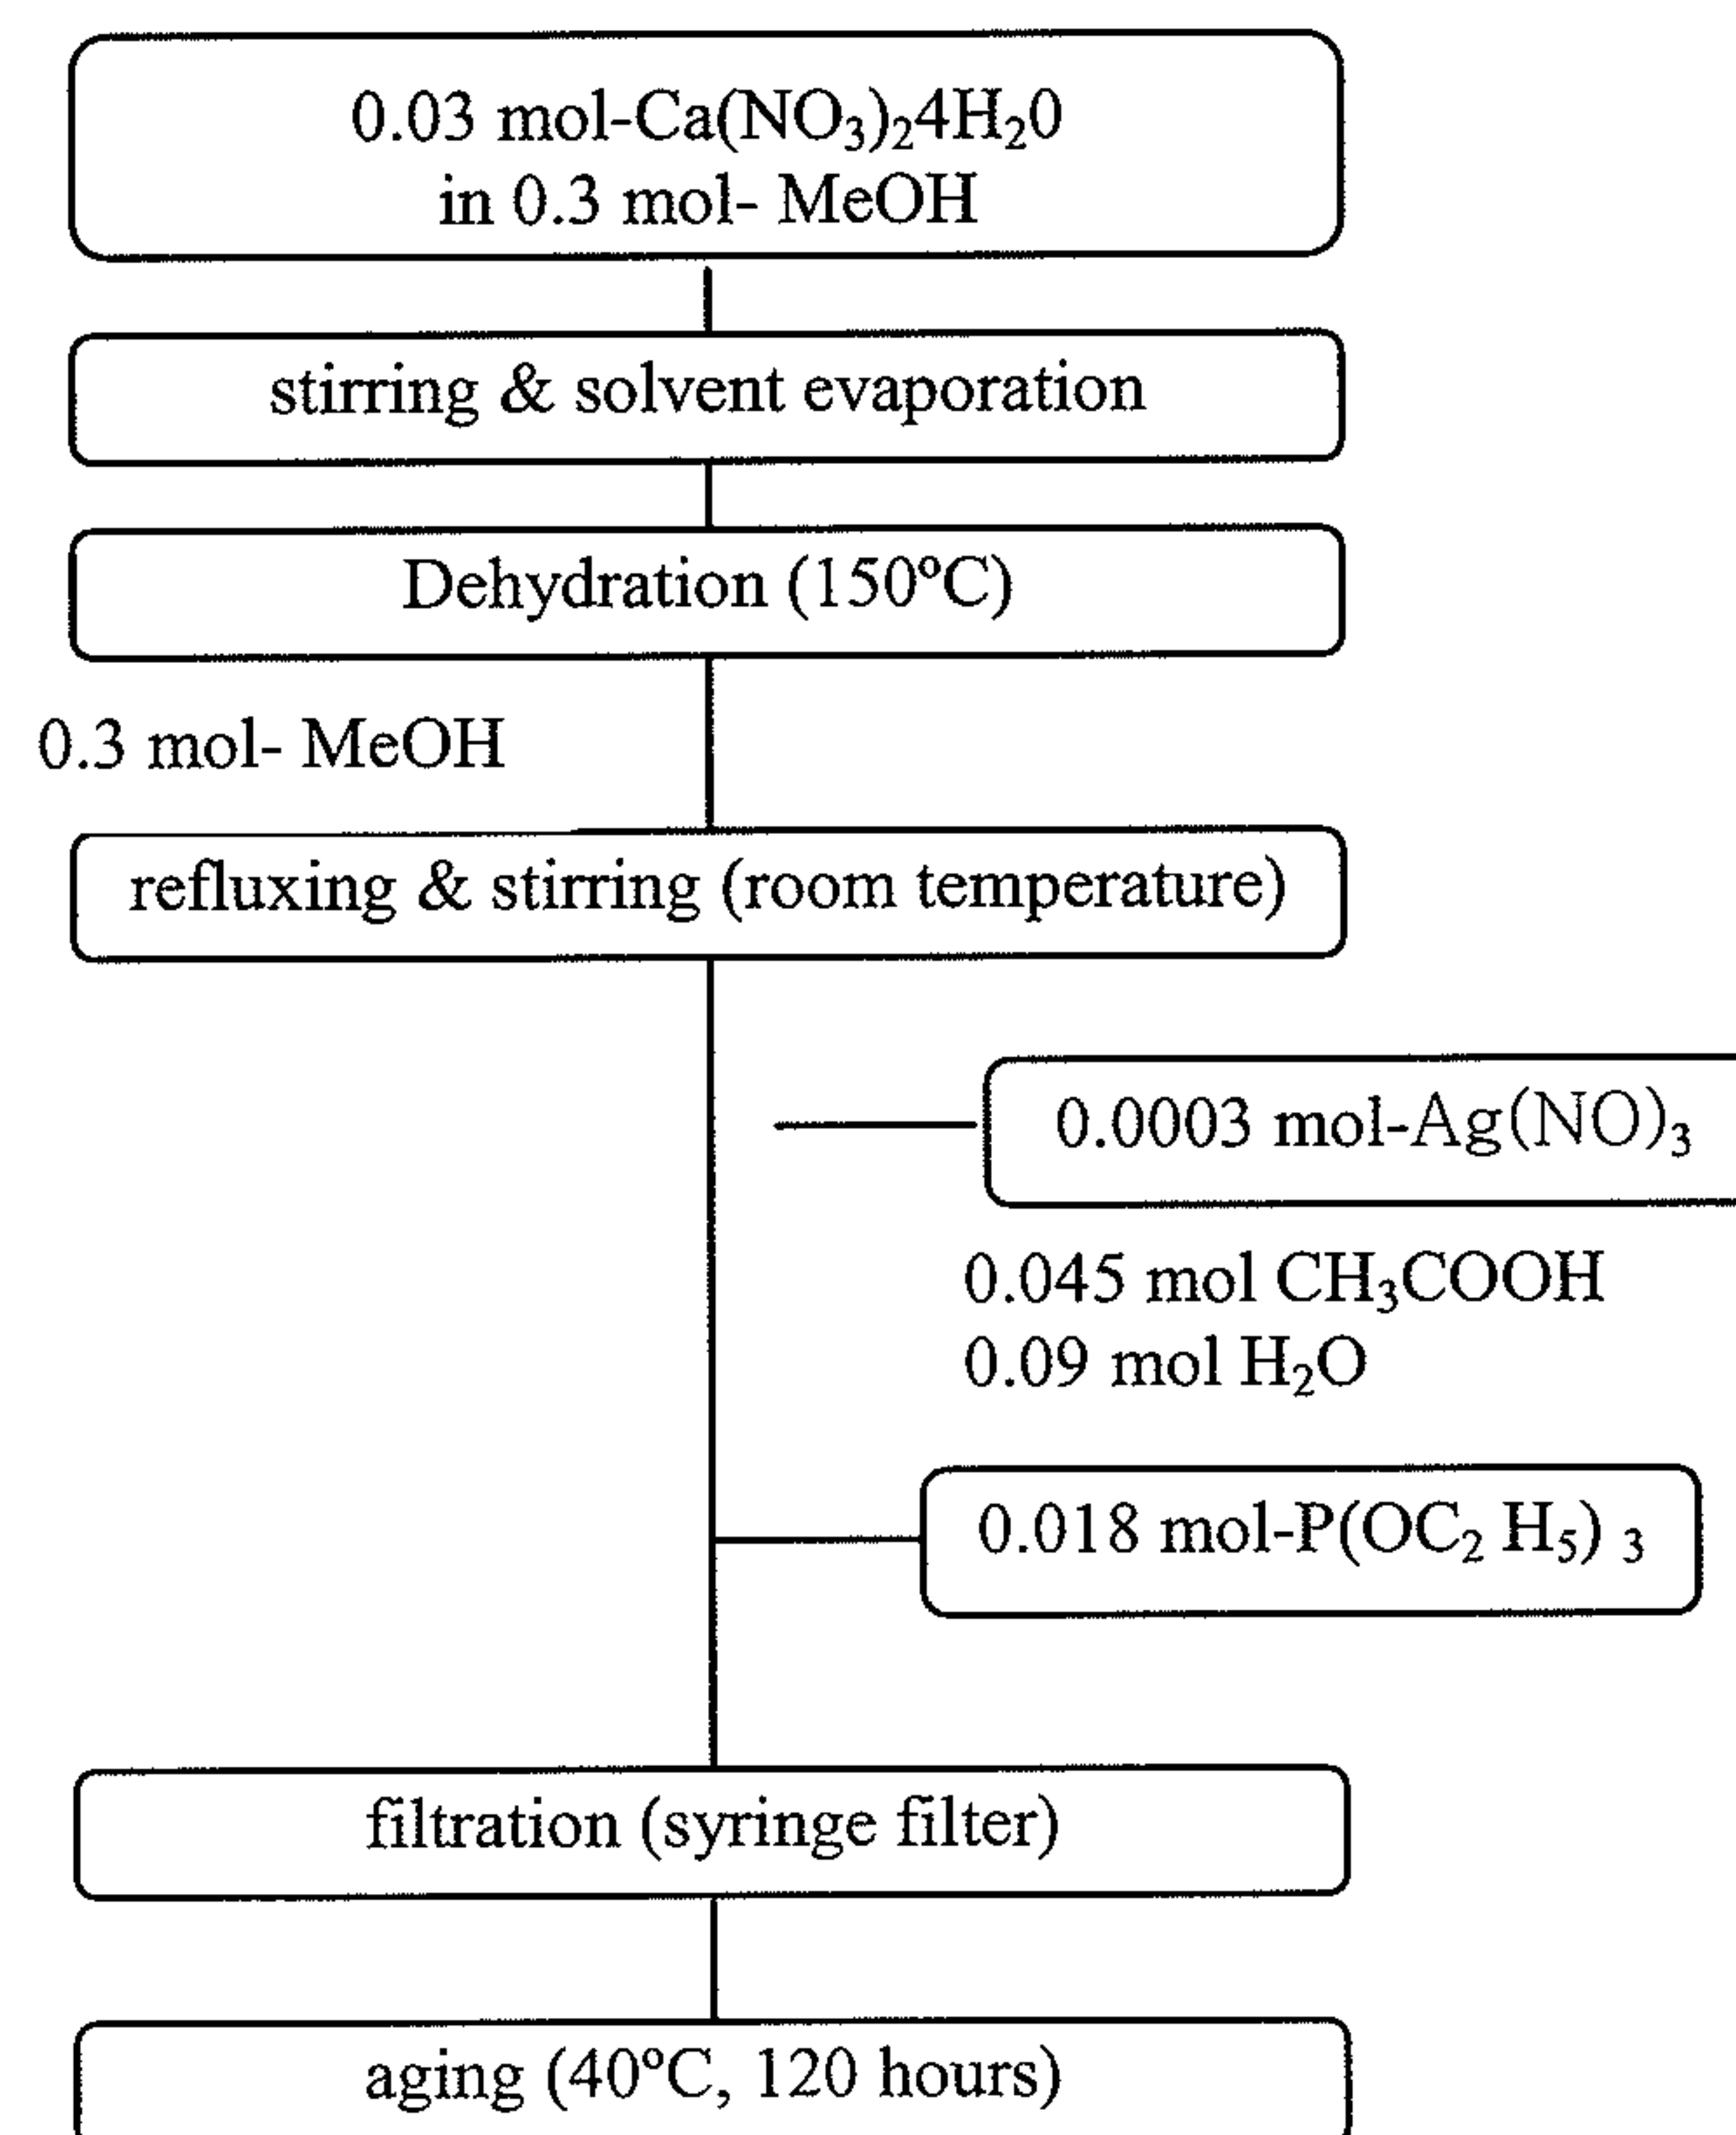 0.03 mol-Ca(NO₃)₂4H₂0
in 0.3 mol- MeOH
stirring & solvent evaporation
Dehydration (150ºC)
0.3 mol- MeOH
refluxing & stirring (room temperature)
0.0003 mol-Ag(NO)₃
0.045 mol CH₃COOH
0.09 mol H₂O
0.018 mol-P(OC₂ H₅) ₃
filtration (syringe filter)
aging (40ºC, 120 hours)